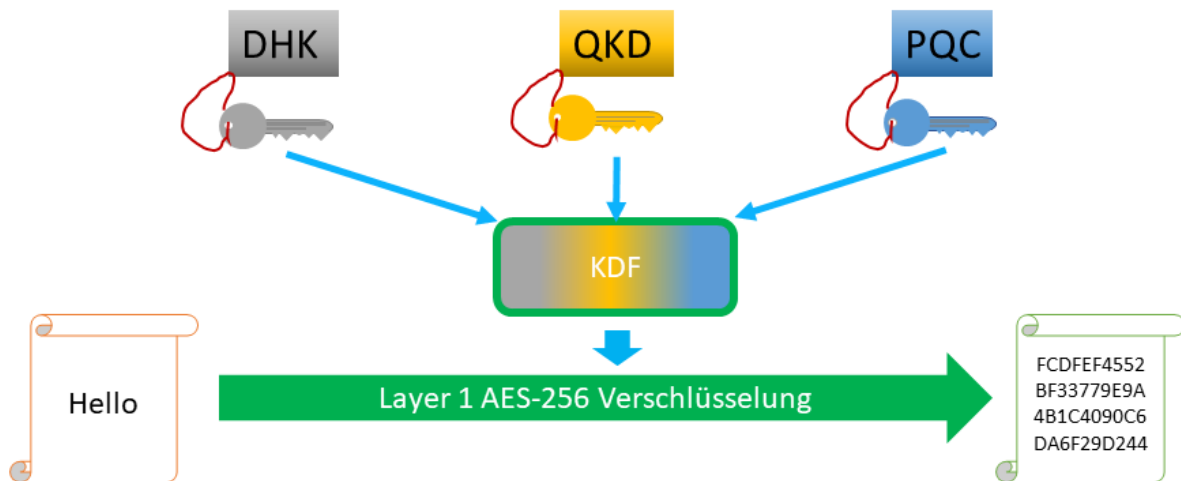 DHK
QKD
PQC
KDF
Hello
Layer 1 AES-256 Verschlüsselung
FCDFEF4552
BF33779E9A
4B1C4090C6
DA6F29D244